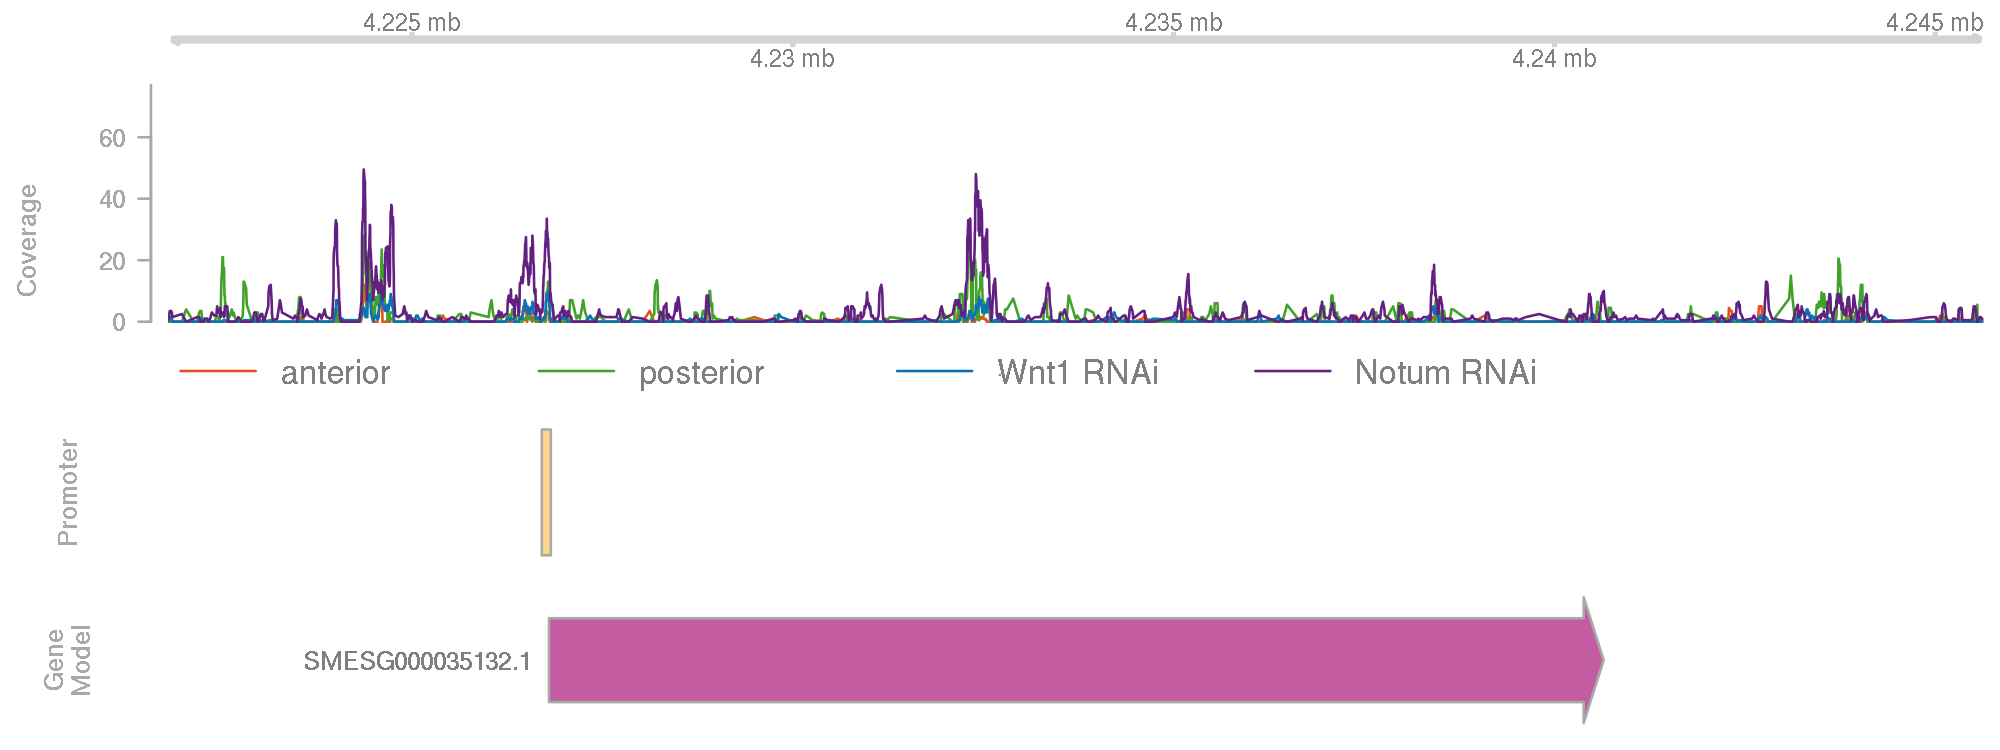 4.225 mb
4.235 mb
4.245 mb
4.23 mb
4.24 mb
Coverage
60
40
20
0
anterior
posterior
Wnt1 RNAi
Notum RNAi
Promoter
Gene
Model
SMESG000035132.1